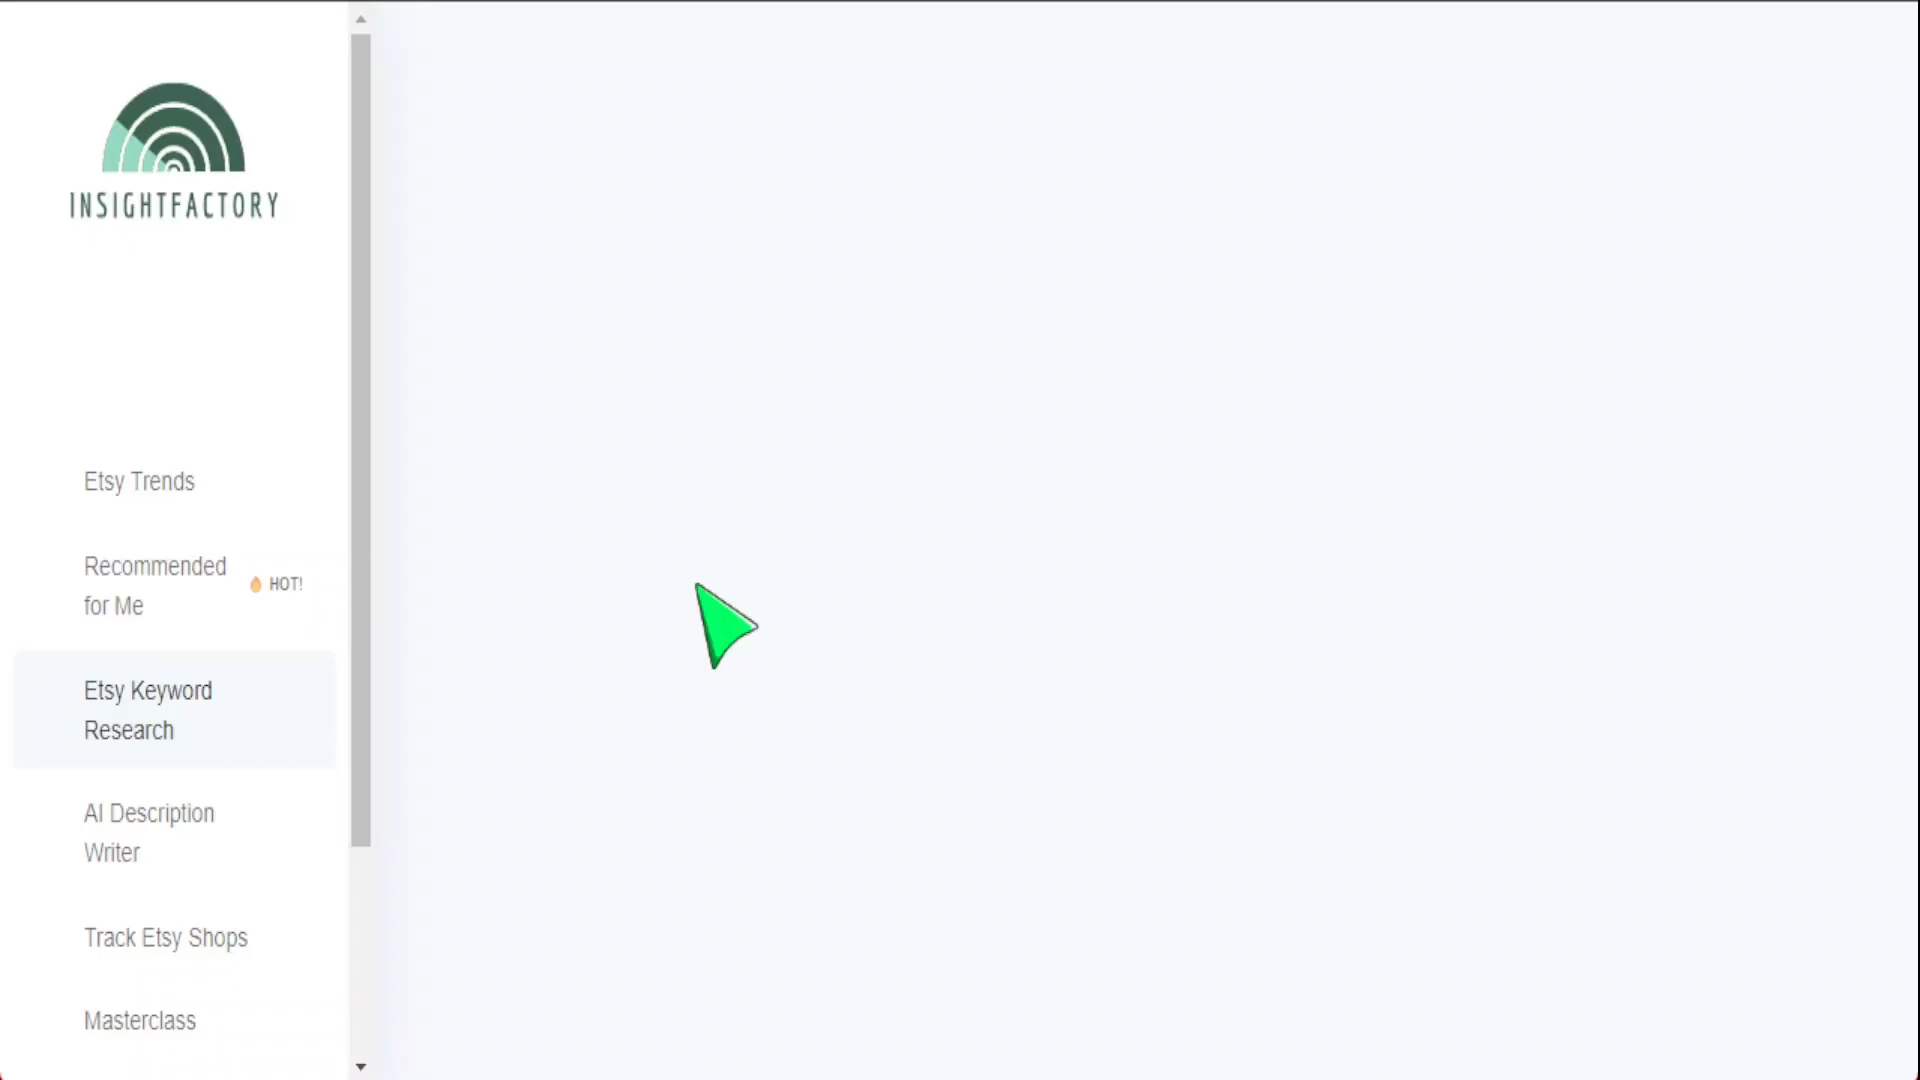 INSIGHTFACTORY
Etsy Trends
Recommended
for Me
HOT!
Etsy Keyword
Research
AI Description
Writer
Track Etsy Shops
Masterclass